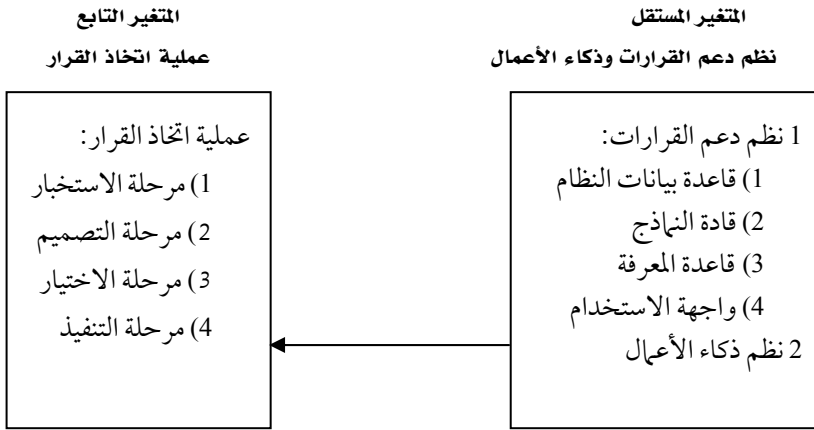 المتغير المستقل
نظم دعم القرارات وذكاء الأعمال
1 نظم دعم القرارات:
1) قاعدة بيانات النظام
2) قادة النماذج
3) قاعدة المعرفة
4) واجهة الاستخدام
2 نظم ذكاء الأعمال
المتغير التابع
عملية اتخاذ القرار
عملية اتخاذ القرار:
1) مرحلة الاستخبار
2) مرحلة التصميم
3) مرحلة الاختيار
4) مرحلة التنفيذ